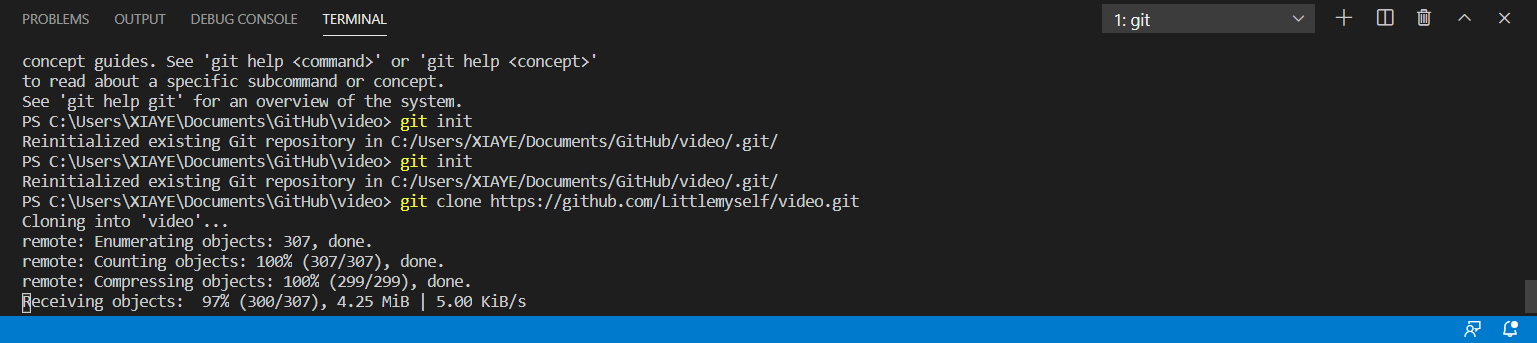 PROBLEMS OUTPUT DEBUG CONSOLE TERMINAL 1: git
concept guides. See 'git help <command>' or 'git help <concept>'
to read about a specific subcommand or concept.
See 'git help git' for an overview of the system.
PS C:\Users\XIAYE\Documents\GitHub\video> git init
Reinitialized existing Git repository in C:/Users/XIAYE/Documents/GitHub/video/.git/
PS C:\Users\XIAYE\Documents\GitHub\video> git init
Reinitialized existing Git repository in C:/Users/XIAYE/Documents/GitHub/video/.git/
PS C:\Users\XIAYE\Documents\GitHub\video> git clone https://github.com/Littlemyself/video.git
Cloning into 'video'...
remote: Enumerating objects: 307, done.
remote: Counting objects: 100% (307/307), done.
remote: Compressing objects: 100% (299/299), done.
Receiving objects:  97% (300/307), 4.25 MiB | 5.00 KiB/s